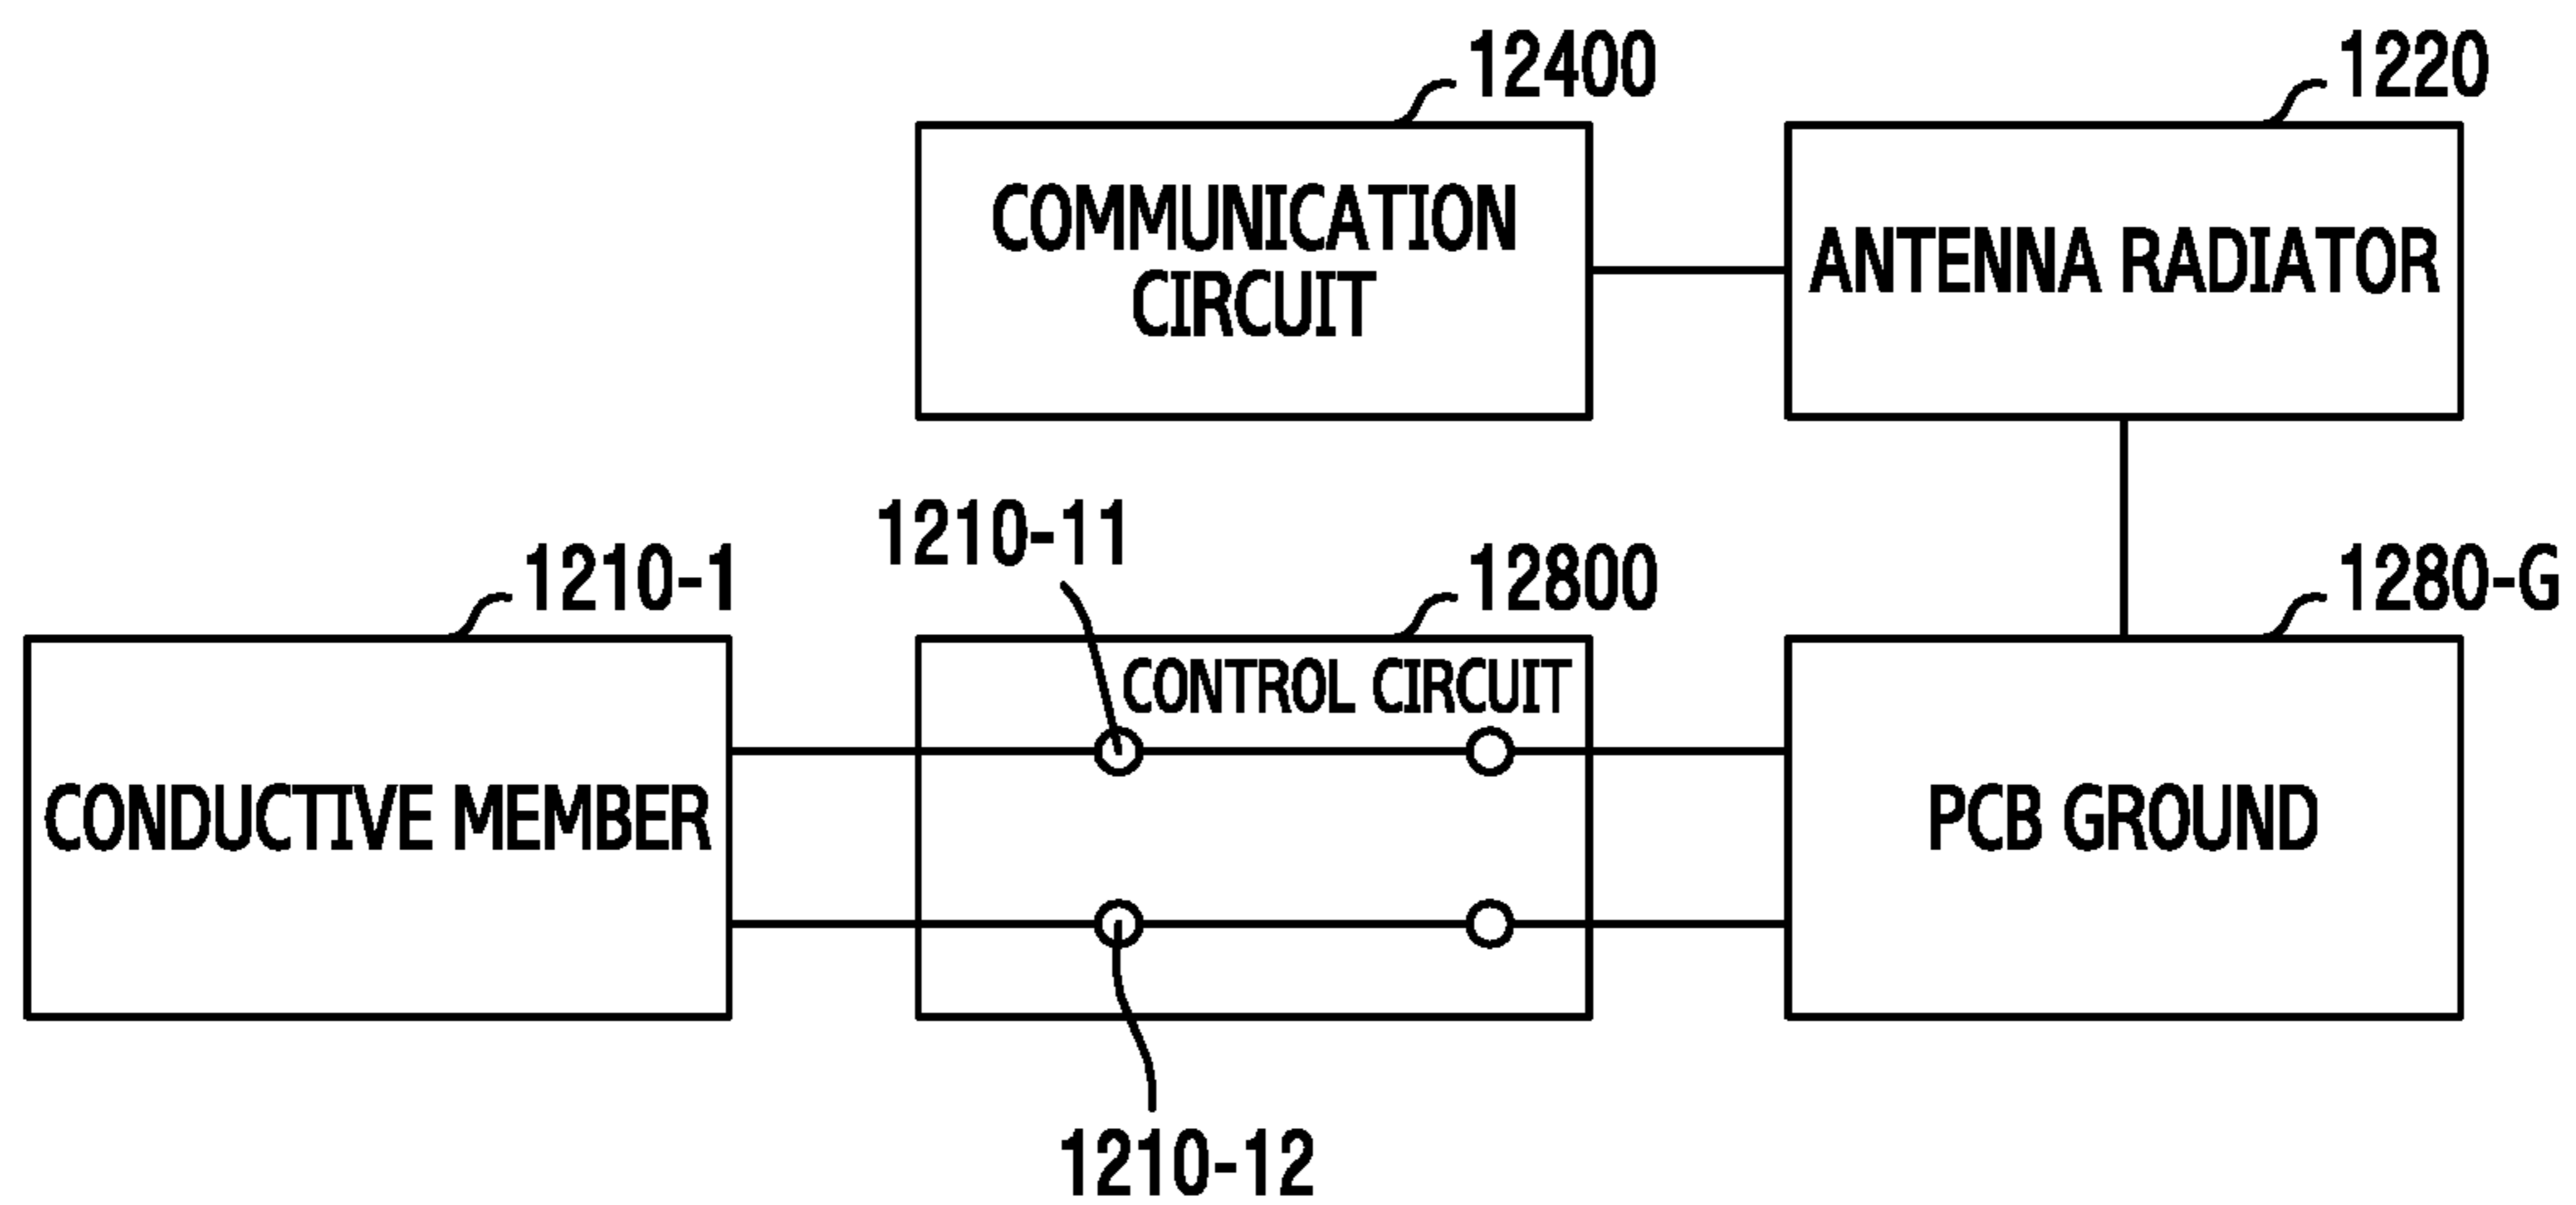 12400
1220
COMMUNICATION
CIRCUIT
ANTENNA RADIATOR
1210-11
1210-1
12800
1280-G
CONTROL CIRCUIT
CONDUCTIVE MEMBER
PCB GROUND
1210-12